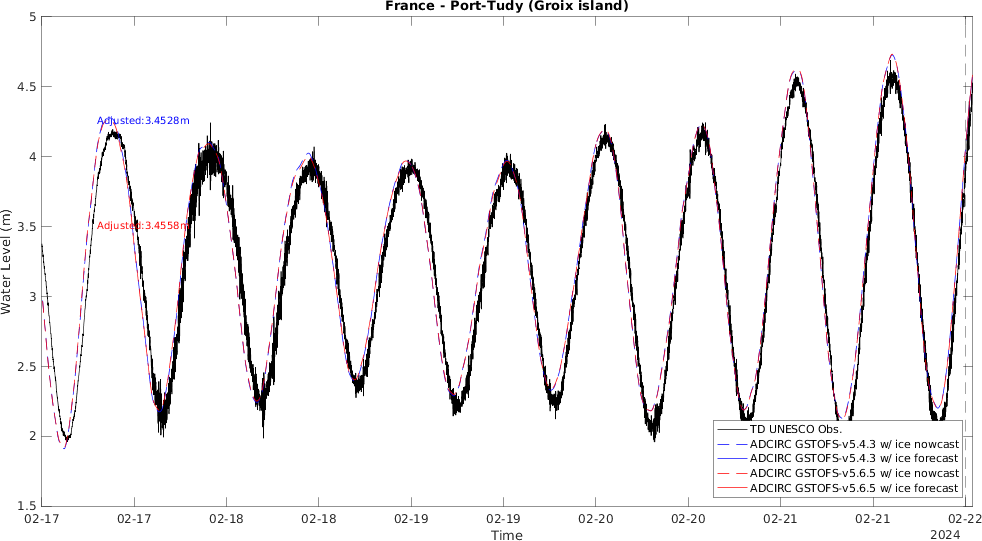 France - Port-Tudy (Groix island)
5
4.5
4
3.5
3
2.5
2
1.5
Water Level (m)
Adjusted:3.4528m
Adjusted:3.4558m
TD UNESCO Obs.
ADCIRC GSTOFS-v5.4.3 w/ ice nowcast
ADCIRC GSTOFS-v5.4.3 w/ ice forecast
ADCIRC GSTOFS-v5.6.5 w/ ice nowcast
ADCIRC GSTOFS-v5.6.5 w/ ice forecast
02-17 02-17 02-18 02-18 02-19 02-19 02-20 02-20 02-21 02-21 02-22
Time
2024